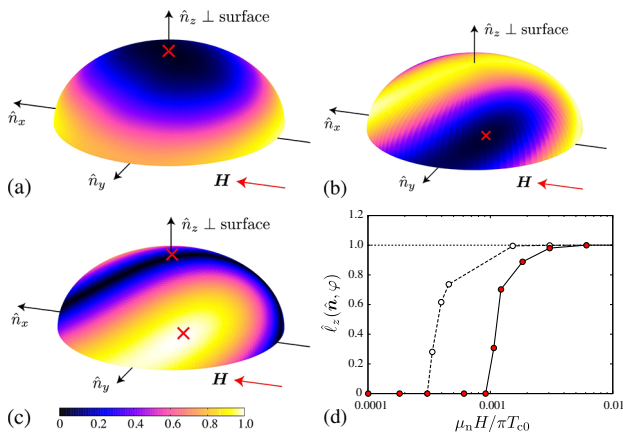 n̂z ⊥ surface
n̂x
n̂y
H
(a)
n̂z ⊥ surface
n̂x
n̂y
H
(b)
n̂z ⊥ surface
n̂x
n̂y
H
(c)
0 0.2 0.4 0.6 0.8 1.0
1.2
1.0
0.8
0.6
0.4
0.2
0
ℓ̂z(n̂, φ)
0.0001 0.001 0.01
μnH/πTc0
(d)